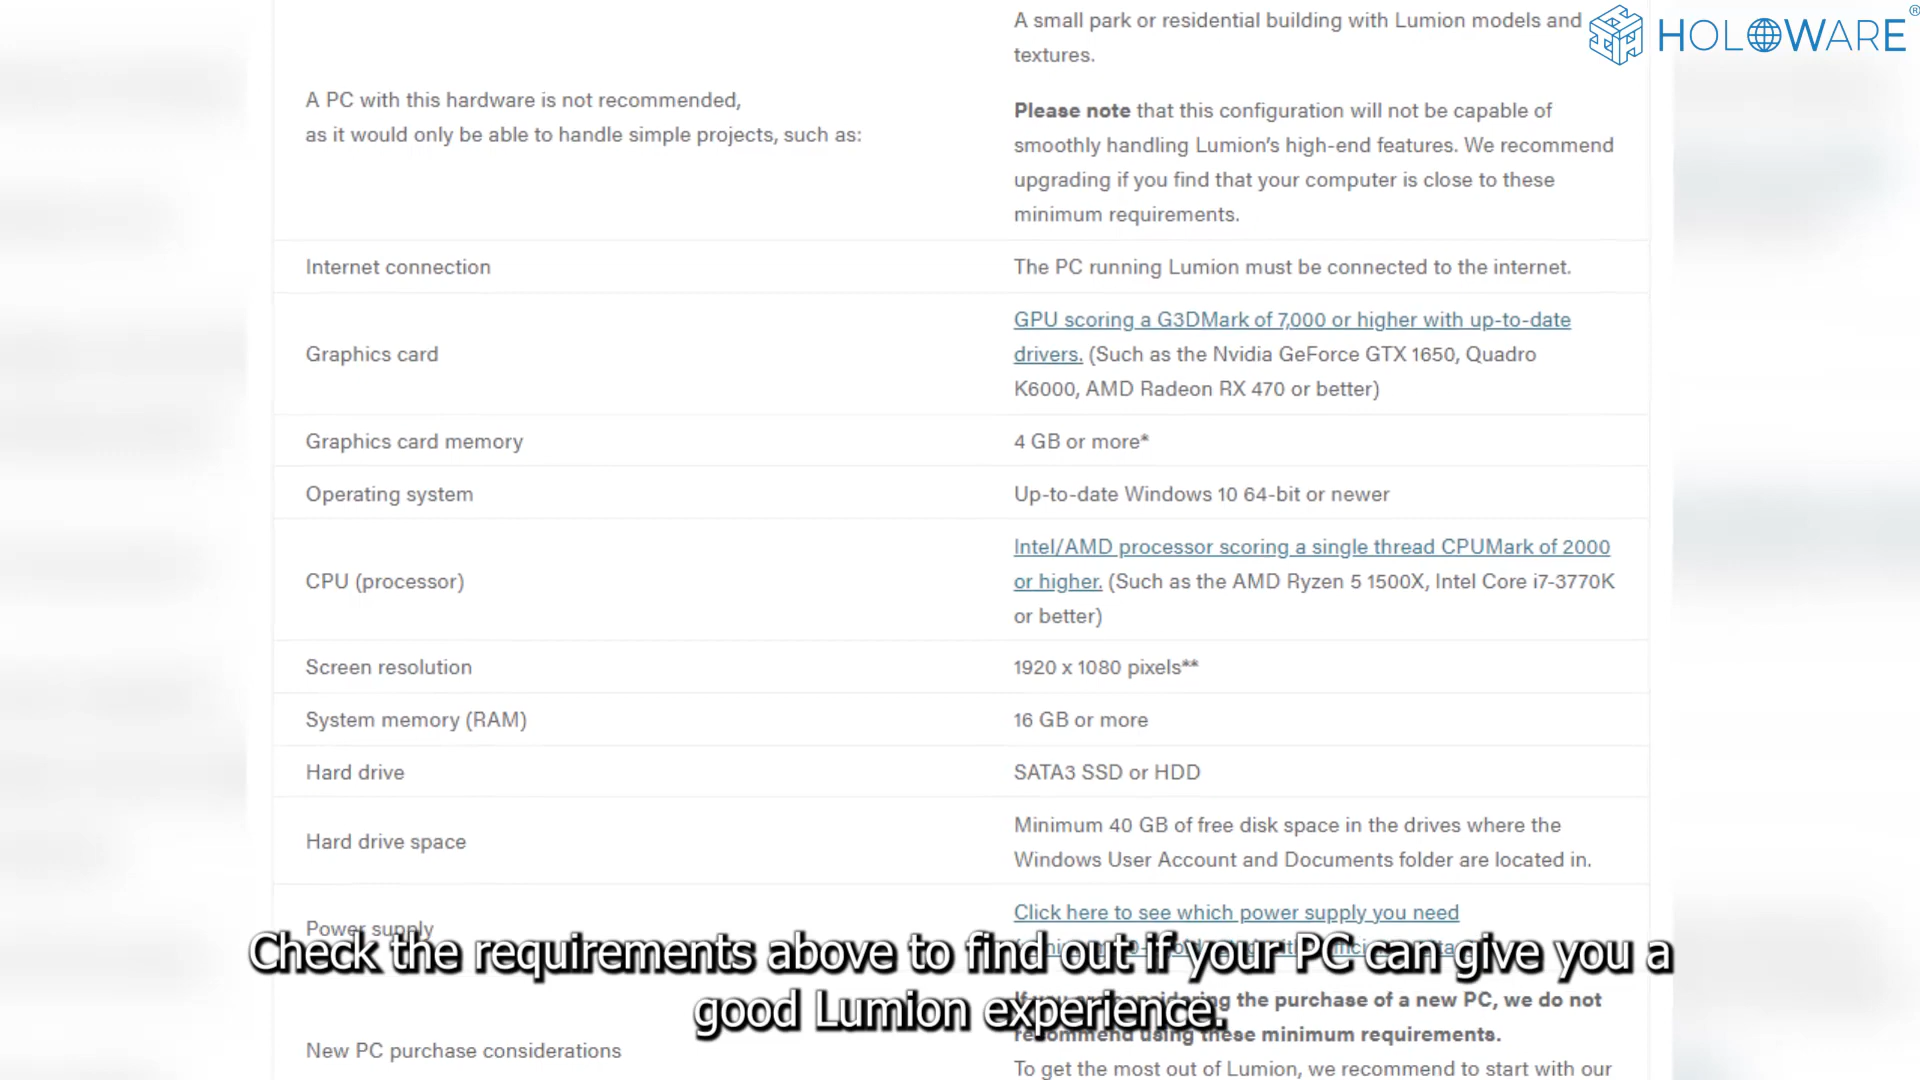 A small park or residential building with Lumion models and
textures.
HOLOWARE®
A PC with this hardware is not recommended,
as it would only be able to handle simple projects, such as:
Please note that this configuration will not be capable of
smoothly handling Lumion's high-end features. We recommend
upgrading if you find that your computer is close to these
minimum requirements.
Internet connection
The PC running Lumion must be connected to the internet.
Graphics card
GPU scoring a G3DMark of 7,000 or higher with up-to-date
drivers. (Such as the Nvidia GeForce GTX 1650, Quadro
K6000, AMD Radeon RX 470 or better)
Graphics card memory
4 GB or more*
Operating system
Up-to-date Windows 10 64-bit or newer
CPU (processor)
Intel/AMD processor scoring a single thread CPUMark of 2000
or higher. (Such as the AMD Ryzen 5 1500X, Intel Core i7-3770K
or better)
Screen resolution
1920 x 1080 pixels**
System memory (RAM)
16 GB or more
Hard drive
SATA3 SSD or HDD
Hard drive space
Minimum 40 GB of free disk space in the drives where the
Windows User Account and Documents folder are located in.
Power supply
Click here to see which power supply you need
Check the requirements above to find out if your PC can give you a
good Lumion experience.
New PC purchase considerations
If you are considering the purchase of a new PC, we do not
recommend using these minimum requirements.
To get the most out of Lumion, we recommend to start with our